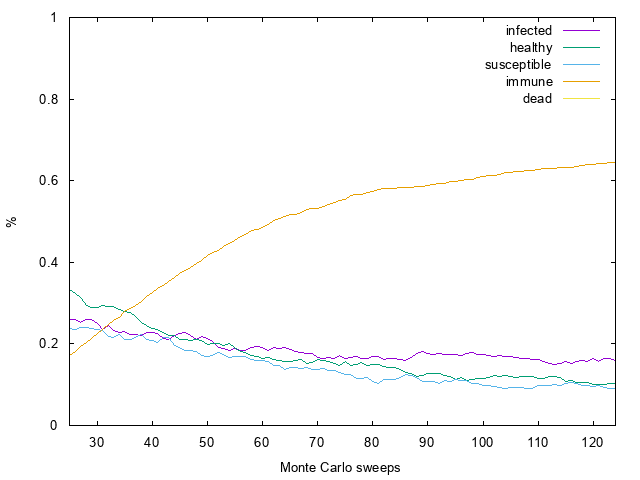 1
0.8
0.6
0.4
0.2
0
%
infected
healthy
susceptible
immune
dead
30 40 50 60 70 80 90 100 110 120
Monte Carlo sweeps